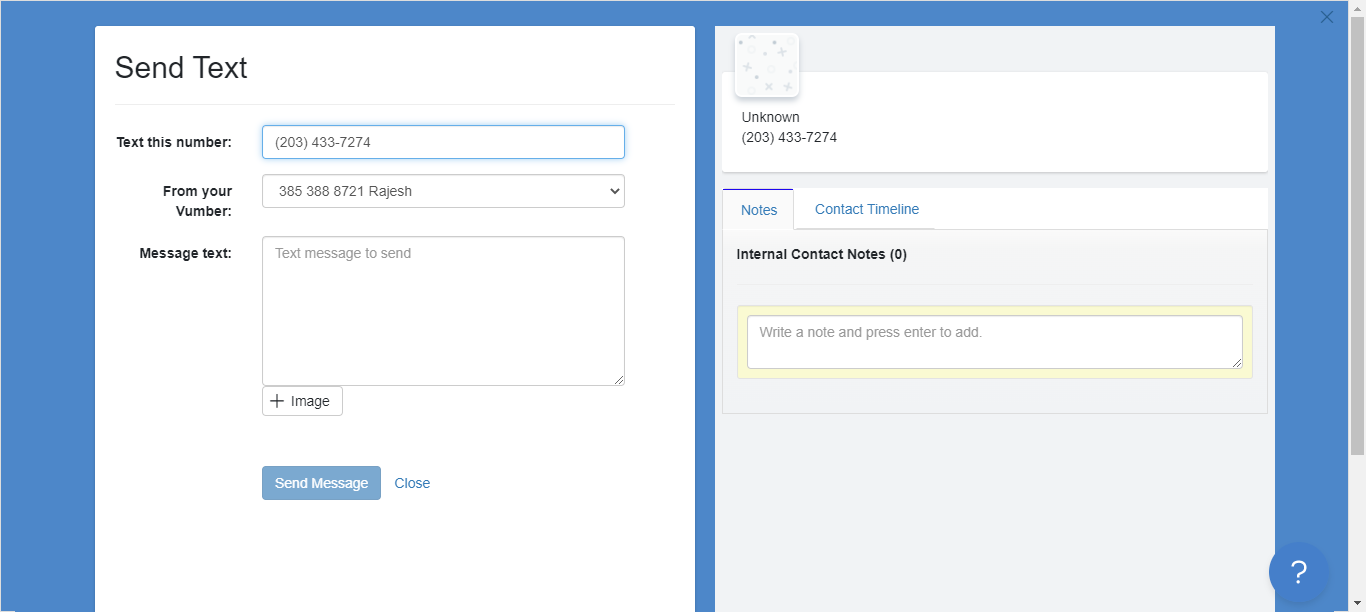 Send Text
Text this number:
(203) 433-7274
From your
Vumber:
385 388 8721 Rajesh
Message text:
Text message to send
Image
Send Message
Close
Unknown
(203) 433-7274
Notes
Contact Timeline
Internal Contact Notes (0)
Write a note and press enter to add.
?